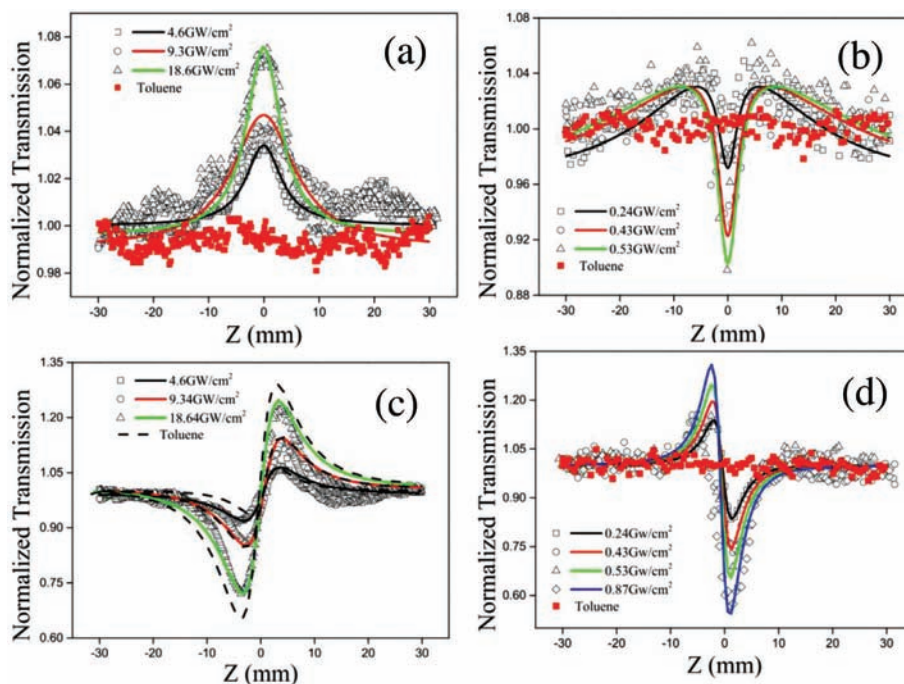 (a)
4.6GW/cm²
9.3GW/cm²
18.6GW/cm²
Toluene
Normalized Transmission
1.08
1.06
1.04
1.02
1.00
0.98
-30 -20 -10 0 10 20 30
Z (mm)
(b)
0.24GW/cm²
0.43GW/cm²
0.53GW/cm²
Toluene
Normalized Transmission
1.08
1.04
1.00
0.96
0.92
0.88
-30 -20 -10 0 10 20 30
Z (mm)
(c)
4.6GW/cm²
9.34GW/cm²
18.64GW/cm²
Toluene
Normalized Transmission
1.35
1.20
1.05
0.90
0.75
0.60
-30 -20 -10 0 10 20 30
Z (mm)
(d)
0.24Gw/cm²
0.43Gw/cm²
0.53Gw/cm²
0.87Gw/cm²
Toluene
Normalized Transmission
1.35
1.20
1.05
0.90
0.75
0.60
-30 -20 -10 0 10 20 30
Z (mm)